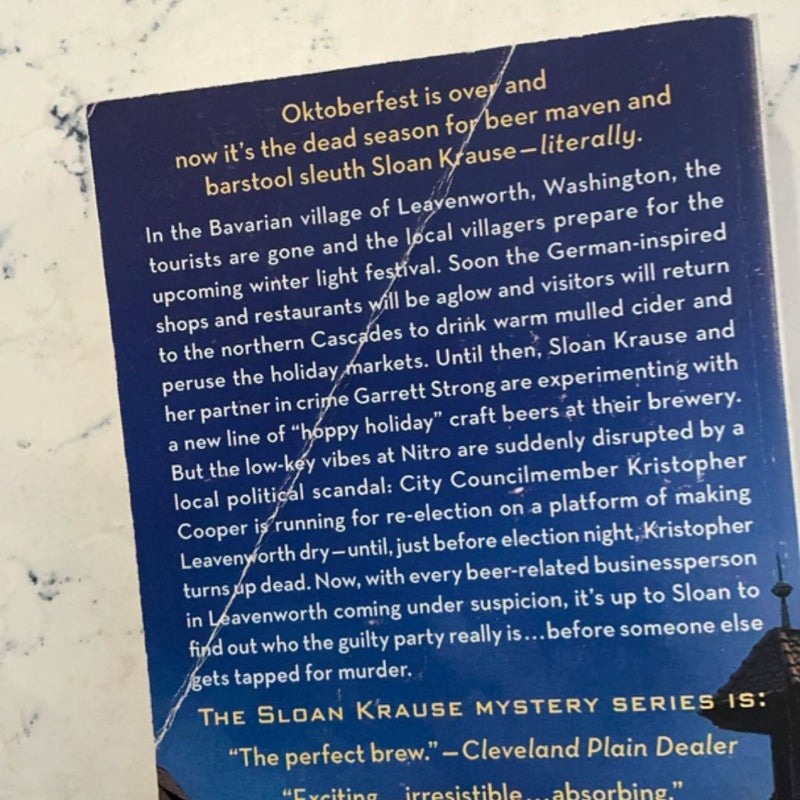 Oktoberfest is over and
now it's the dead season for beer maven and
barstool sleuth Sloan Krause—literally.
In the Bavarian village of Leavenworth, Washington, the
tourists are gone and the local villagers prepare for the
upcoming winter light festival. Soon the German-inspired
shops and restaurants will be aglow and visitors will return
to the northern Cascades to drink warm mulled cider and
peruse the holiday markets. Until then, Sloan Krause and
her partner in crime Garrett Strong are experimenting with
a new line of "hoppy holiday" craft beers at their brewery.
But the low-key vibes at Nitro are suddenly disrupted by a
local political scandal: City Councilmember Kristopher
Cooper is running for re-election on a platform of making
Leavenworth dry—until, just before election night, Kristopher
turns up dead. Now, with every beer-related businessperson
in Leavenworth coming under suspicion, it's up to Sloan to
find out who the guilty party really is...before someone else
gets tapped for murder.
THE SLOAN KRAUSE MYSTERY SERIES IS:
"The perfect brew."—Cleveland Plain Dealer
"Exciting...irresistible...absorbing."